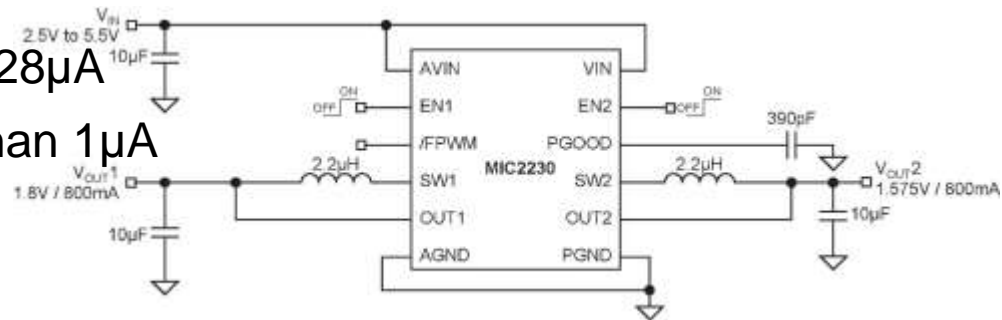 V_IN
2.5V to 5.5V
10µF
28µA
AVIN
VIN
OFF ON
EN1
EN2
OFF ON
han 1µA
/FPWM
PGOOD
390pF
MIC2230
V_OUT1
1.8V / 800mA
2.2µH
SW1
SW2
2.2µH
V_OUT2
1.575V / 800mA
OUT1
OUT2
10µF
10µF
AGND
PGND